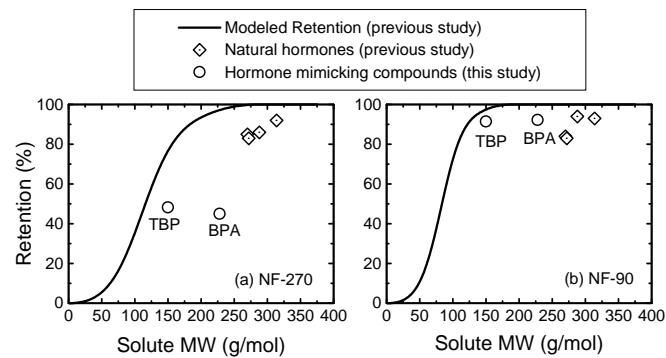 Modeled Retention (previous study)
Natural hormones (previous study)
Hormone mimicking compounds (this study)
100
80
60
40
20
0
Retention (%)
TBP
BPA
(a) NF-270
0 50 100 150 200 250 300 350 400
Solute MW (g/mol)
100
80
60
40
20
0
TBP
BPA
(b) NF-90
0 50 100 150 200 250 300 350 400
Solute MW (g/mol)